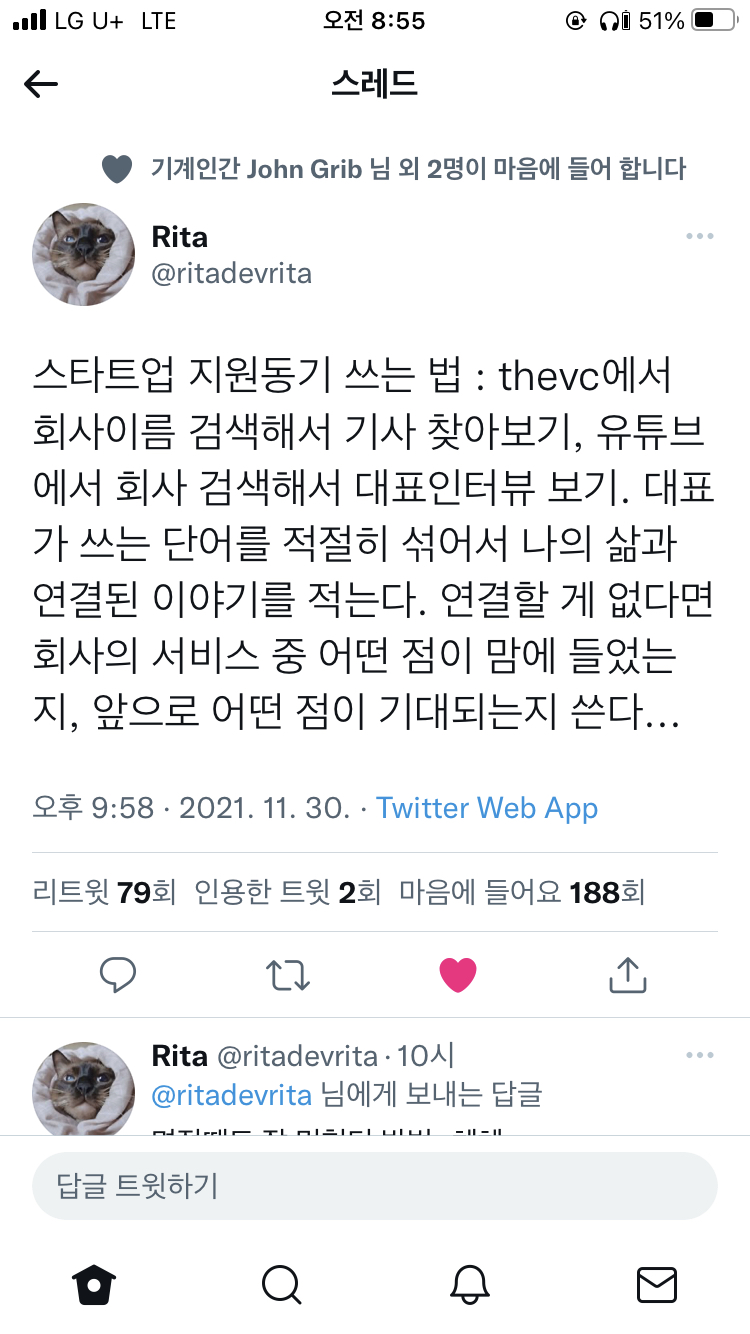 LG U+ LTE 오전 8:55 51%
스레드
기계인간 John Grib 님 외 2명이 마음에 들어 합니다
Rita
@ritadevrita
스타트업 지원동기 쓰는 법 : thevc에서
회사이름 검색해서 기사 찾아보기, 유튜브
에서 회사 검색해서 대표인터뷰 보기. 대표
가 쓰는 단어를 적절히 섞어서 나의 삶과
연결된 이야기를 적는다. 연결할 게 없다면
회사의 서비스 중 어떤 점이 맘에 들었는
지, 앞으로 어떤 점이 기대되는지 쓴다...
오후 9:58 · 2021. 11. 30. · Twitter Web App
리트윗 79회 인용한 트윗 2회 마음에 들어요 188회
Rita @ritadevrita · 10시
@ritadevrita 님에게 보내는 답글
답글 트윗하기